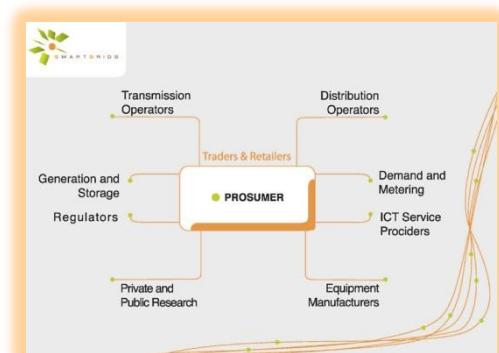 SMARTGRIDS
Transmission
Operators
Distribution
Operators
Traders & Retailers
Generation and
Storage
PROSUMER
Demand and
Metering
Regulators
ICT Service
Providers
Private and
Public Research
Equipment
Manufacturers